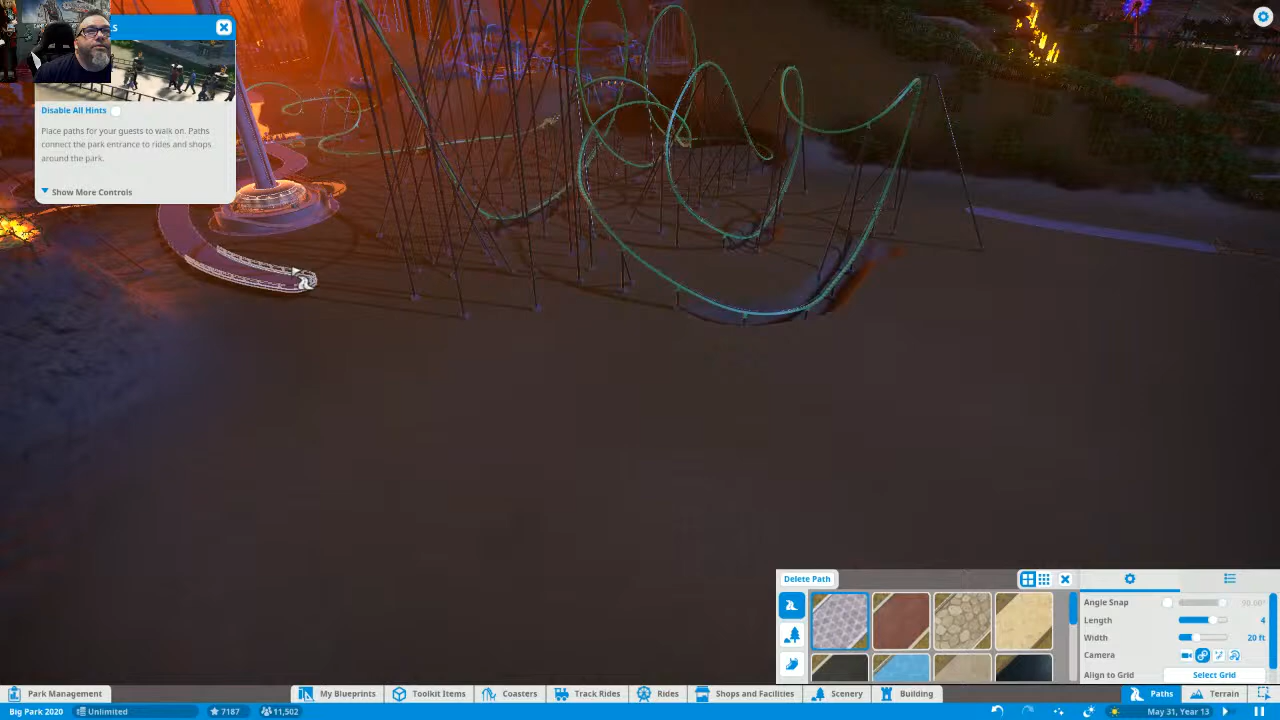 S
Disable All Hints
Place paths for your guests to walk on. Paths
connect the park entrance to rides and shops
around the park.
Show More Controls
Delete Path
Angle Snap 90.00°
Length 4
Width 20 ft
Camera
Align to Grid Select Grid
Park Management My Blueprints Toolkit Items Coasters Track Rides Rides Shops and Facilities Scenery Building Paths Terrain
Big Park 2020 Unlimited 7187 11,502 May 31, Year 13